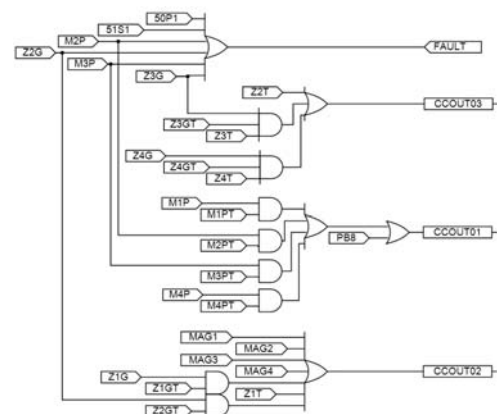 50P1
51S1
M2P
Z2G
FAULT
M3P
Z3G
Z2T
CCOUT03
Z3GT
Z3T
Z4G
Z4GT
Z4T
M1P
M1PT
PB8
CCOUT01
M2PT
M3PT
M4P
M4PT
MAG1
MAG2
MAG3
MAG4
CCOUT02
Z1G
Z1GT
Z1T
Z2GT